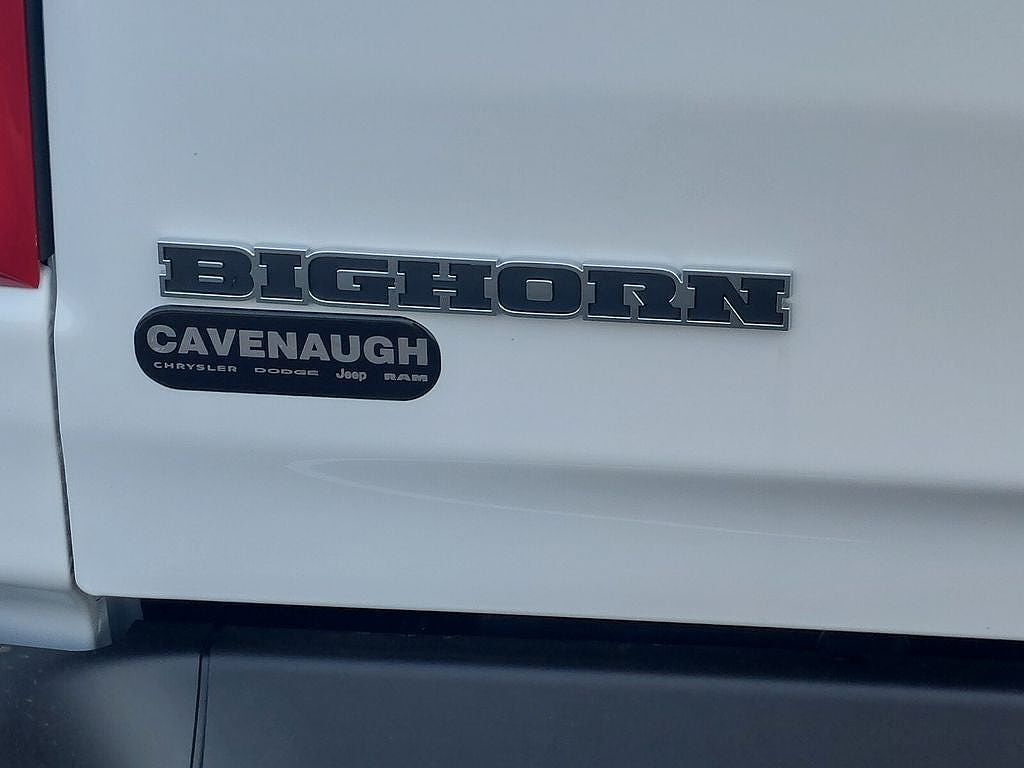 BIGHORN
CAVENAUGH
CHRYSLER DODGE Jeep RAM